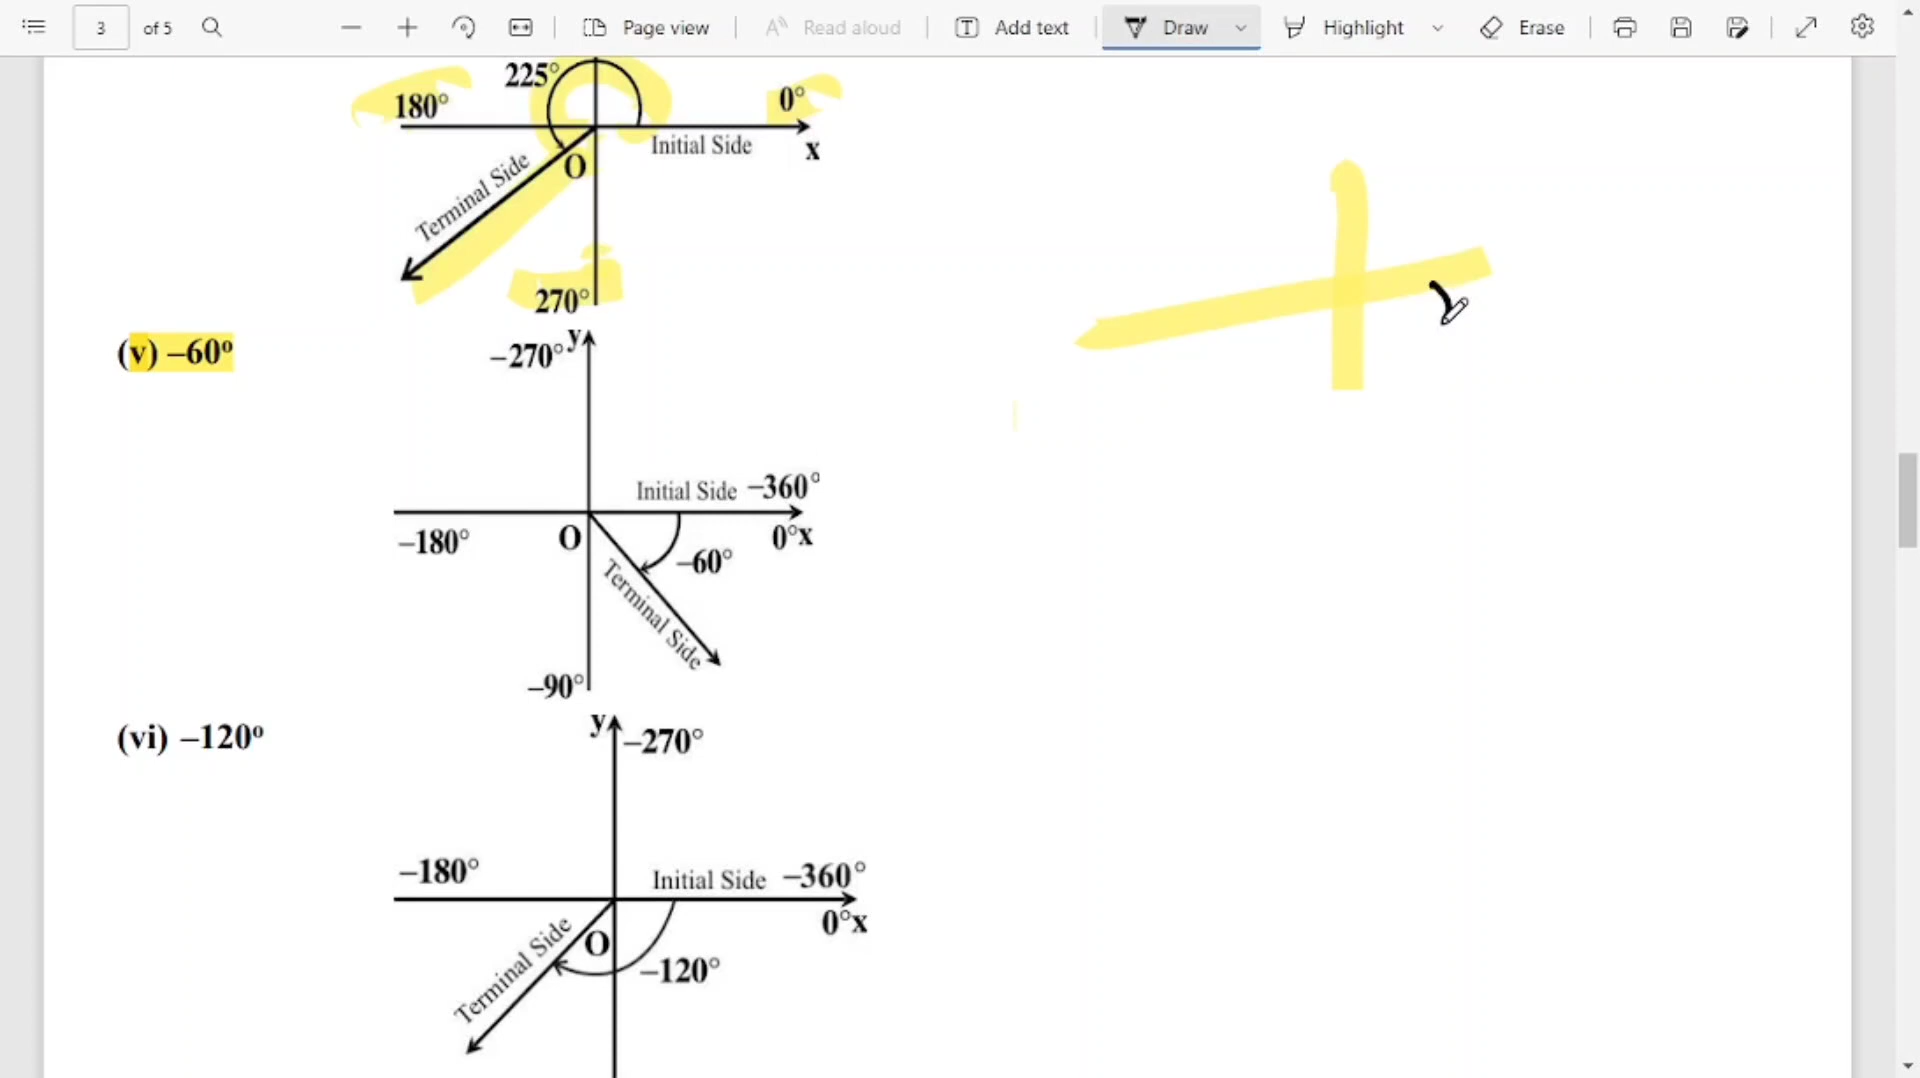 3 of 5 Page view Read aloud Add text Draw Highlight Erase
225°
180° 0°
Initial Side x
O
Terminal Side
270°
(v) –60º
–270° y
Initial Side –360°
–180° O 0°x
–60°
Terminal Side
–90°
(vi) –120º
y –270°
–180° Initial Side –360°
0°x
O
–120°
Terminal Side